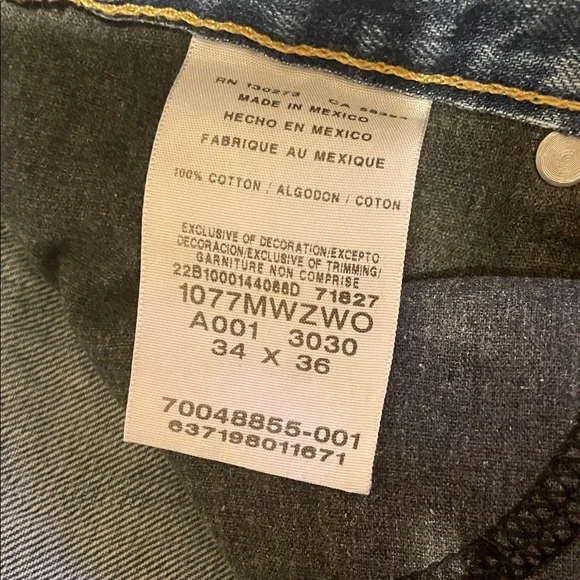 RN 130273 CA
MADE IN MEXICO
HECHO EN MEXICO
FABRIQUE AU MEXIQUE
100% COTTON / ALGODON / COTON
EXCLUSIVE OF DECORATION/EXCEPTO
DECORACION/EXCLUSIVE OF TRIMMING/
GARNITURE NON COMPRISE
22B1000144086D 71827
1077MWZWO
A001 3030
34 X 36
70048855-001
637198011671